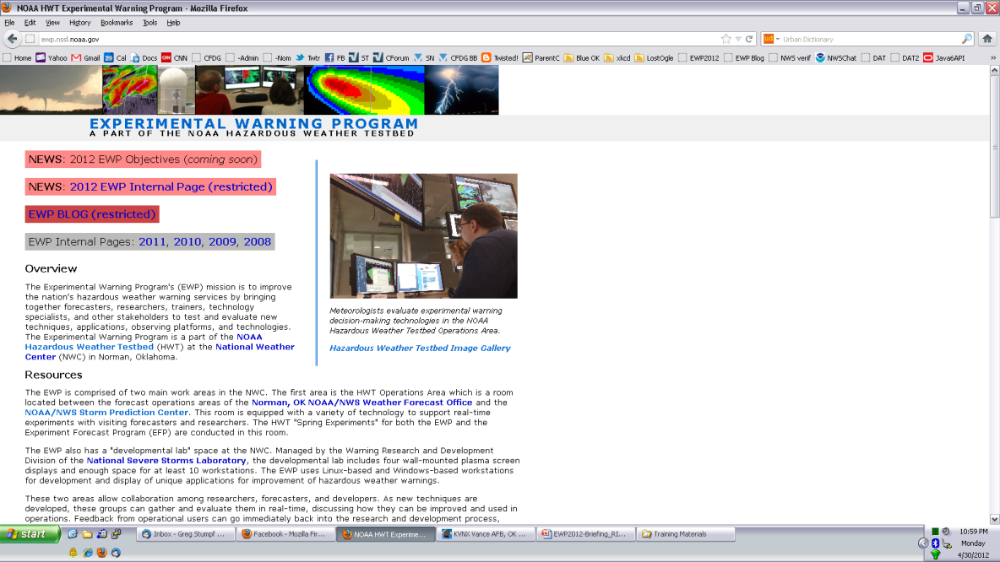 NOAA HWT Experimental Warning Program - Mozilla Firefox
File Edit View History Bookmarks Tools Help
ewp.nssl.noaa.gov
Urban Dictionary
Home Yahoo Gmail Cal Docs CNN CFDG -Admin -Nom Twtr FB ST CForum SN CFDG BB Twisted! ParentC Blue OK xkcd LostOgle EWP2012 EWP Blog NWS verif NWSChat DAT DAT2 Java6API »
EXPERIMENTAL WARNING PROGRAM
A PART OF THE NOAA HAZARDOUS WEATHER TESTBED
NEWS: 2012 EWP Objectives (coming soon)
NEWS: 2012 EWP Internal Page (restricted)
EWP BLOG (restricted)
EWP Internal Pages: 2011, 2010, 2009, 2008
Overview
The Experimental Warning Program's (EWP) mission is to improve
the nation's hazardous weather warning services by bringing
together forecasters, researchers, trainers, technology
specialists, and other stakeholders to test and evaluate new
techniques, applications, observing platforms, and technologies.
The Experimental Warning Program is a part of the NOAA
Hazardous Weather Testbed (HWT) at the National Weather
Center (NWC) in Norman, Oklahoma.
Meteorologists evaluate experimental warning
decision-making technologies in the NOAA
Hazardous Weather Testbed Operations Area.
Hazardous Weather Testbed Image Gallery
Resources
The EWP is comprised of two main work areas in the NWC. The first area is the HWT Operations Area which is a room
located between the forecast operations areas of the Norman, OK NOAA/NWS Weather Forecast Office and the
NOAA/NWS Storm Prediction Center. This room is equipped with a variety of technology to support real-time
experiments with visiting forecasters and researchers. The HWT "Spring Experiments" for both the EWP and the
Experiment Forecast Program (EFP) are conducted in this room.
The EWP also has a "developmental lab" space at the NWC. Managed by the Warning Research and Development
Division of the National Severe Storms Laboratory, the developmental lab includes four wall-mounted plasma screen
displays and enough space for at least 10 workstations. The EWP uses Linux-based and Windows-based workstations
for development and display of unique applications for improvement of hazardous weather warnings.
These two areas allow collaboration among researchers, forecasters, and developers. As new techniques are
developed, these groups can gather and evaluate them in real-time, discussing how they can be improved and used in
operations. Feedback from operational users can go immediately back into the research and development process,
start
Inbox - Greg Stumpf ... Facebook - Mozilla Fir... NOAA HWT Experime... KVNX Vance AFB, OK ... EWP2012-Briefing_RI... Training Materials
10:59 PM
Monday
4/30/2012